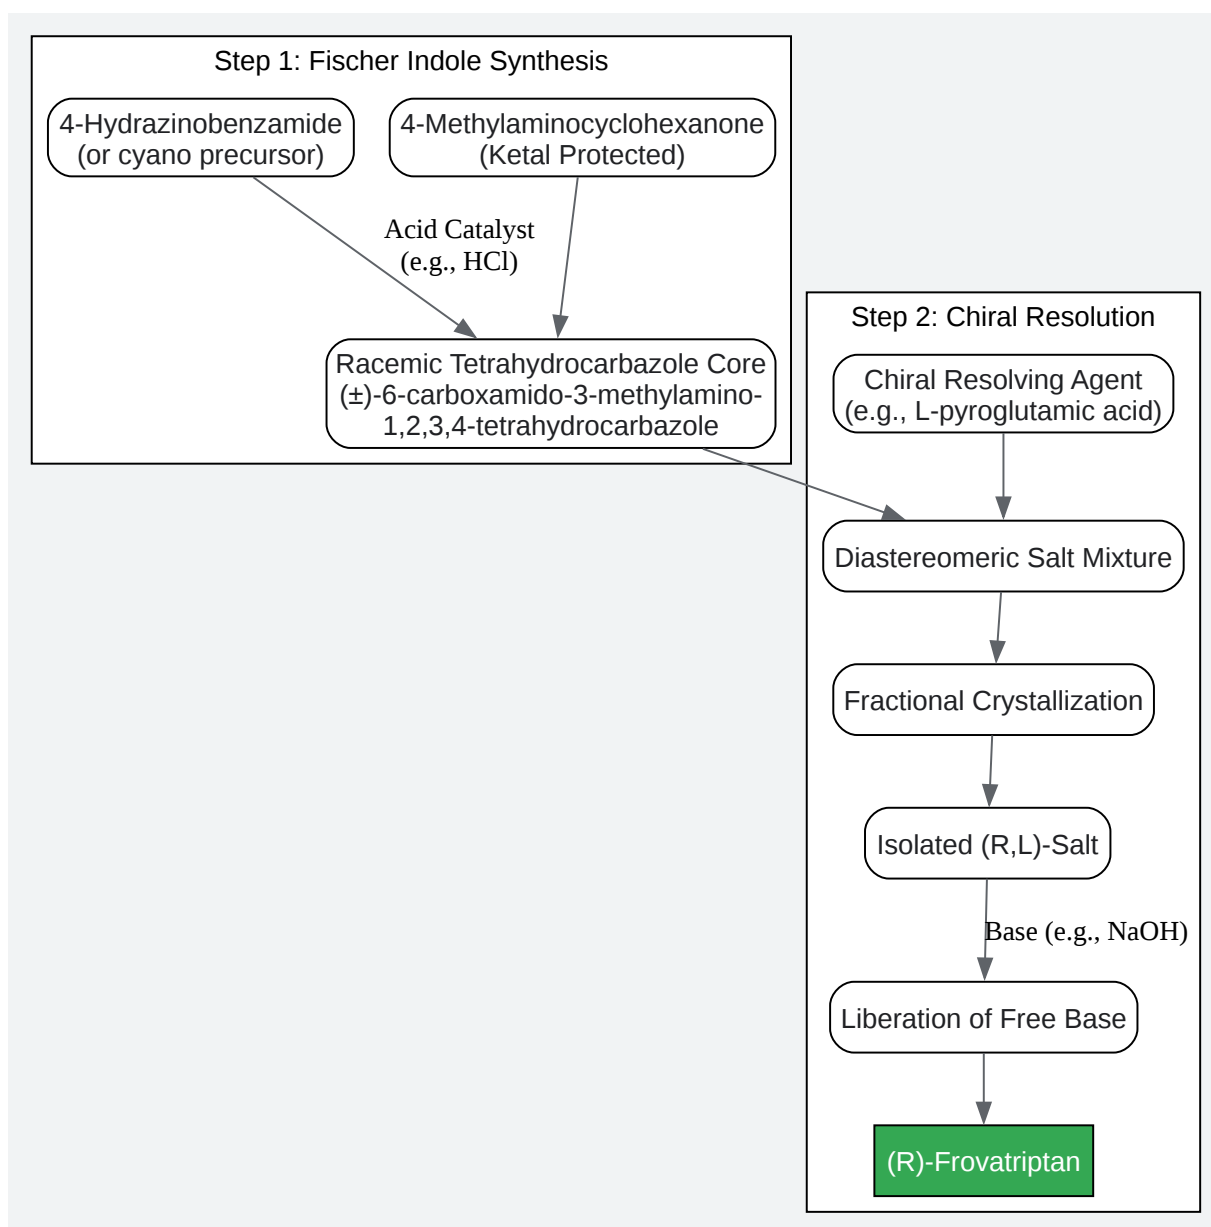 Step 1: Fischer Indole Synthesis
4-Hydrazinobenzamide
(or cyano precursor)
4-Methylaminocyclohexanone
(Ketal Protected)
Acid Catalyst
(e.g., HCl)
Racemic Tetrahydrocarbazole Core
(±)-6-carboxamido-3-methylamino-
1,2,3,4-tetrahydrocarbazole
Step 2: Chiral Resolution
Chiral Resolving Agent
(e.g., L-pyroglutamic acid)
Diastereomeric Salt Mixture
Fractional Crystallization
Isolated (R,L)-Salt
Base (e.g., NaOH)
Liberation of Free Base
(R)-Frovatriptan